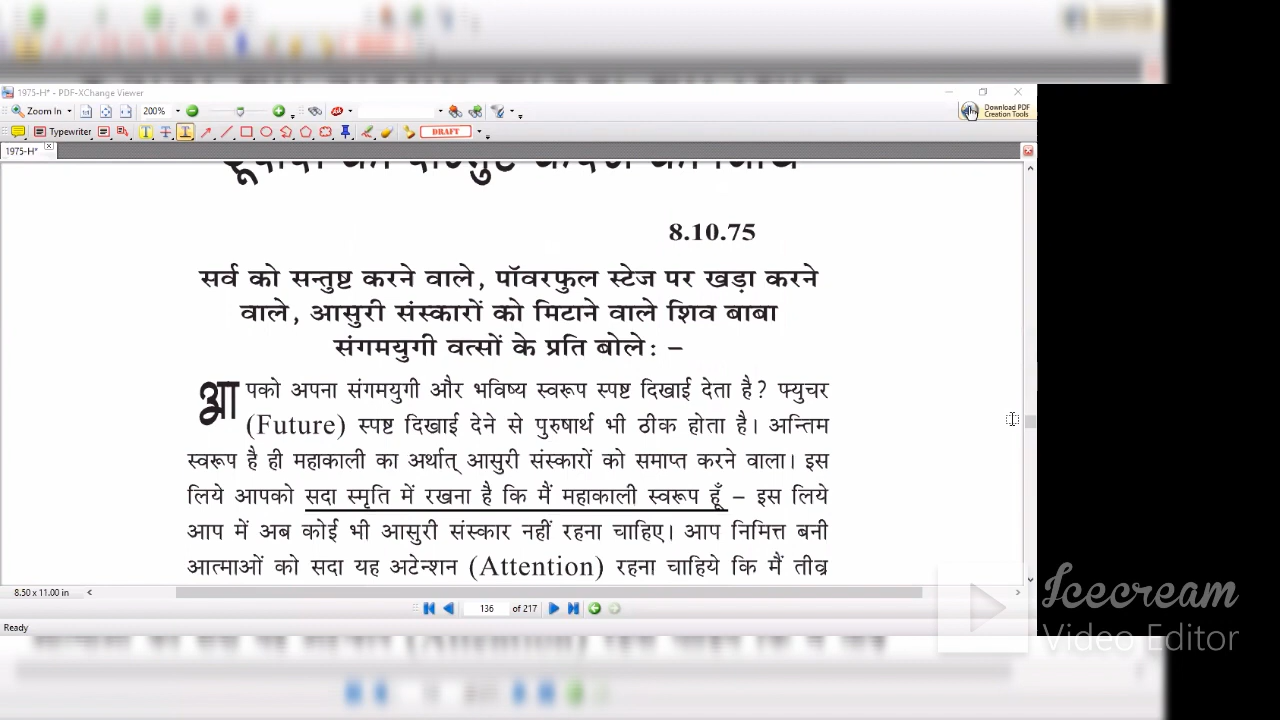 1975-H* - PDF-XChange Viewer
Zoom In 200% Download PDF Creation Tools
Typewriter DRAFT
1975-H*
8.10.75
सर्व को सन्तुष्ट करने वाले, पॉवरफुल स्टेज पर खड़ा करने
वाले, आसुरी संस्कारों को मिटाने वाले शिव बाबा
संगमयुगी वत्सों के प्रति बोले: –
आपको अपना संगमयुगी और भविष्य स्वरूप स्पष्ट दिखाई देता है? फ्युचर
(Future) स्पष्ट दिखाई देने से पुरुषार्थ भी ठीक होता है। अन्तिम
स्वरूप है ही महाकाली का अर्थात् आसुरी संस्कारों को समाप्त करने वाला। इस
लिये आपको सदा स्मृति में रखना है कि मैं महाकाली स्वरूप हूँ – इस लिये
आप में अब कोई भी आसुरी संस्कार नहीं रहना चाहिए। आप निमित्त बनी
आत्माओं को सदा यह अटेन्शन (Attention) रहना चाहिये कि मैं तीव्र
8.50 x 11.00 in
136 of 217
Ready
Icecream
Video Editor